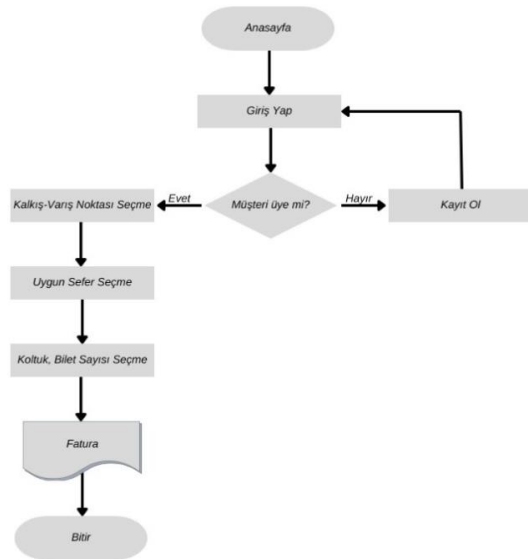 Anasayfa
Giriş Yap
Kalkış-Varış Noktası Seçme
Evet
Müşteri üye mi?
Hayır
Kayıt Ol
Uygun Sefer Seçme
Koltuk, Bilet Sayısı Seçme
Fatura
Bitir